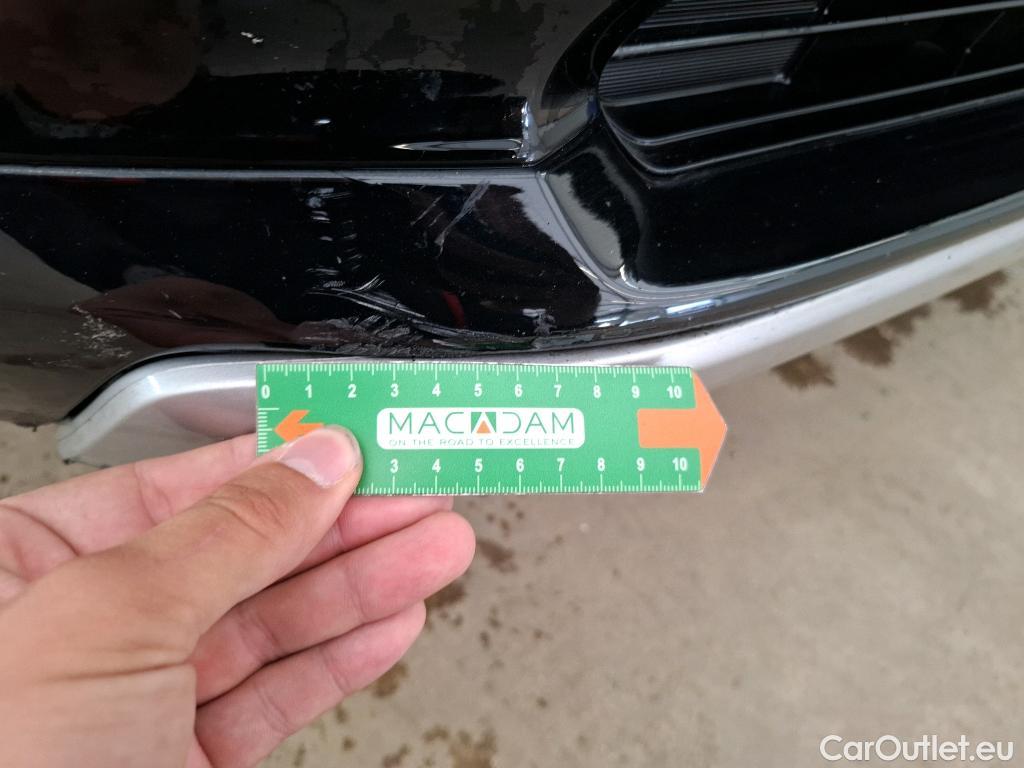 0 1 2 3 4 5 6 7 8 9 10
MACADAM
ON THE ROAD TO EXCELLENCE
3 4 5 6 7 8 9 10
CarOutlet.eu